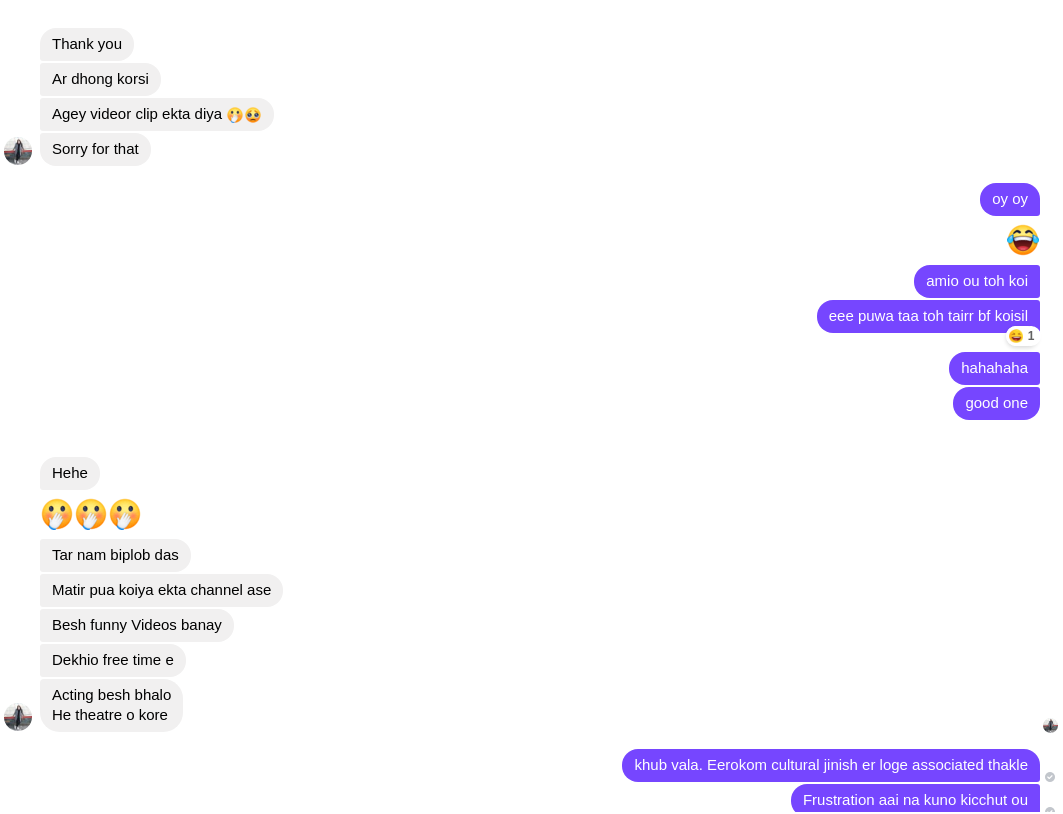 Thank you
Ar dhong korsi
Agey videor clip ekta diya 🫢🥹
Sorry for that
oy oy
😂
amio ou toh koi
eee puwa taa toh tairr bf koisil
😄 1
hahahaha
good one
Hehe
🫢🫢🫢
Tar nam biplob das
Matir pua koiya ekta channel ase
Besh funny Videos banay
Dekhio free time e
Acting besh bhalo
He theatre o kore
khub vala. Eerokom cultural jinish er loge associated thakle
Frustration aai na kuno kicchut ou